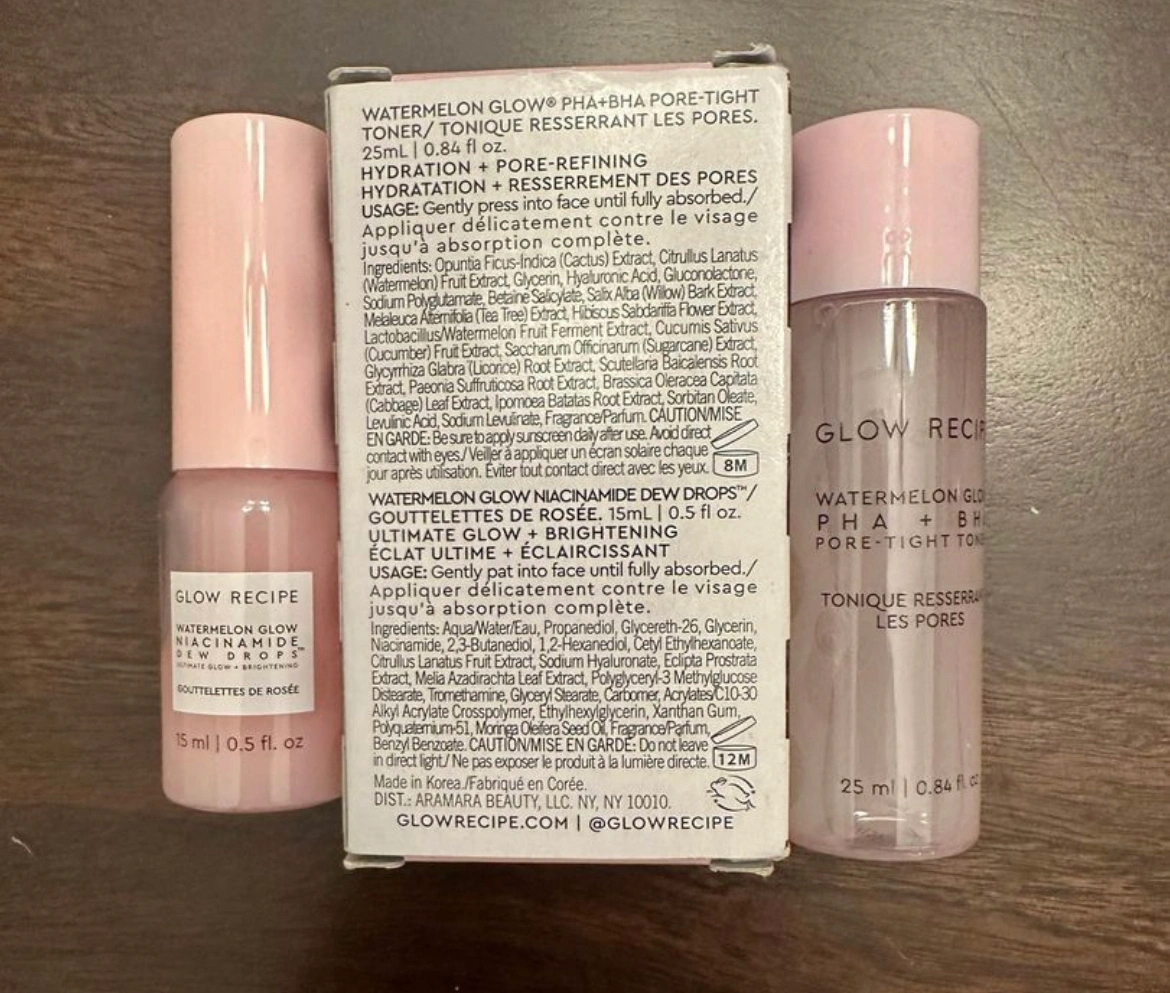 GLOW RECIPE
WATERMELON GLOW
NIACINAMIDE
DEW DROPS™
ULTIMATE GLOW + BRIGHTENING
GOUTTELETTES DE ROSÉE
15 ml | 0.5 fl. oz
WATERMELON GLOW® PHA+BHA PORE-TIGHT
TONER/ TONIQUE RESSERRANT LES PORES.
25mL | 0.84 fl oz.
HYDRATION + PORE-REFINING
HYDRATATION + RESSERREMENT DES PORES
USAGE: Gently press into face until fully absorbed./
Appliquer délicatement contre le visage
jusqu'à absorption complète.
Ingredients: Opuntia Ficus-Indica (Cactus) Extract, Citrullus Lanatus
(Watermelon) Fruit Extract, Glycerin, Hyaluronic Acid, Gluconolactone,
Sodium Polyglutamate, Betaine Salicylate, Salix Alba (Willow) Bark Extract,
Melaleuca Alternifolia (Tea Tree) Extract, Hibiscus Sabdariffa Flower Extract,
Lactobacillus/Watermelon Fruit Ferment Extract, Cucumis Sativus
(Cucumber) Fruit Extract, Saccharum Officinarum (Sugarcane) Extract,
Glycyrrhiza Glabra (Licorice) Root Extract, Scutellaria Baicalensis Root
Extract, Paeonia Suffruticosa Root Extract, Brassica Oleracea Capitata
(Cabbage) Leaf Extract, Ipomoea Batatas Root Extract, Sorbitan Oleate,
Levulinic Acid, Sodium Levulinate, Fragrance/Parfum. CAUTION/MISE
EN GARDE: Be sure to apply sunscreen daily after use. Avoid direct
contact with eyes./ Veiller à appliquer un écran solaire chaque
jour après utilisation. Éviter tout contact direct avec les yeux.
8M
WATERMELON GLOW NIACINAMIDE DEW DROPS™/
GOUTTELETTES DE ROSÉE. 15mL | 0.5 fl oz.
ULTIMATE GLOW + BRIGHTENING
ÉCLAT ULTIME + ÉCLAIRCISSANT
USAGE: Gently pat into face until fully absorbed./
Appliquer délicatement contre le visage
jusqu'à absorption complète.
Ingredients: Aqua/Water/Eau, Propanediol, Glycereth-26, Glycerin,
Niacinamide, 2,3-Butanediol, 1,2-Hexanediol, Cetyl Ethylhexanoate,
Citrullus Lanatus Fruit Extract, Sodium Hyaluronate, Eclipta Prostrata
Extract, Melia Azadirachta Leaf Extract, Polyglyceryl-3 Methylglucose
Distearate, Tromethamine, Glyceryl Stearate, Carbomer, Acrylates/C10-30
Alkyl Acrylate Crosspolymer, Ethylhexylglycerin, Xanthan Gum,
Polyquaternium-51, Moringa Oleifera Seed Oil, Fragrance/Parfum,
Benzyl Benzoate. CAUTION/MISE EN GARDE: Do not leave
in direct light./ Ne pas exposer le produit à la lumière directe.
12M
Made in Korea./Fabriqué en Corée.
DIST.: ARAMARA BEAUTY, LLC. NY, NY 10010.
GLOWRECIPE.COM | @GLOWRECIPE
GLOW RECIP
WATERMELON GLO
PHA + BH
PORE-TIGHT TONE
TONIQUE RESSERRA
LES PORES
25 ml | 0.84 fl. oz